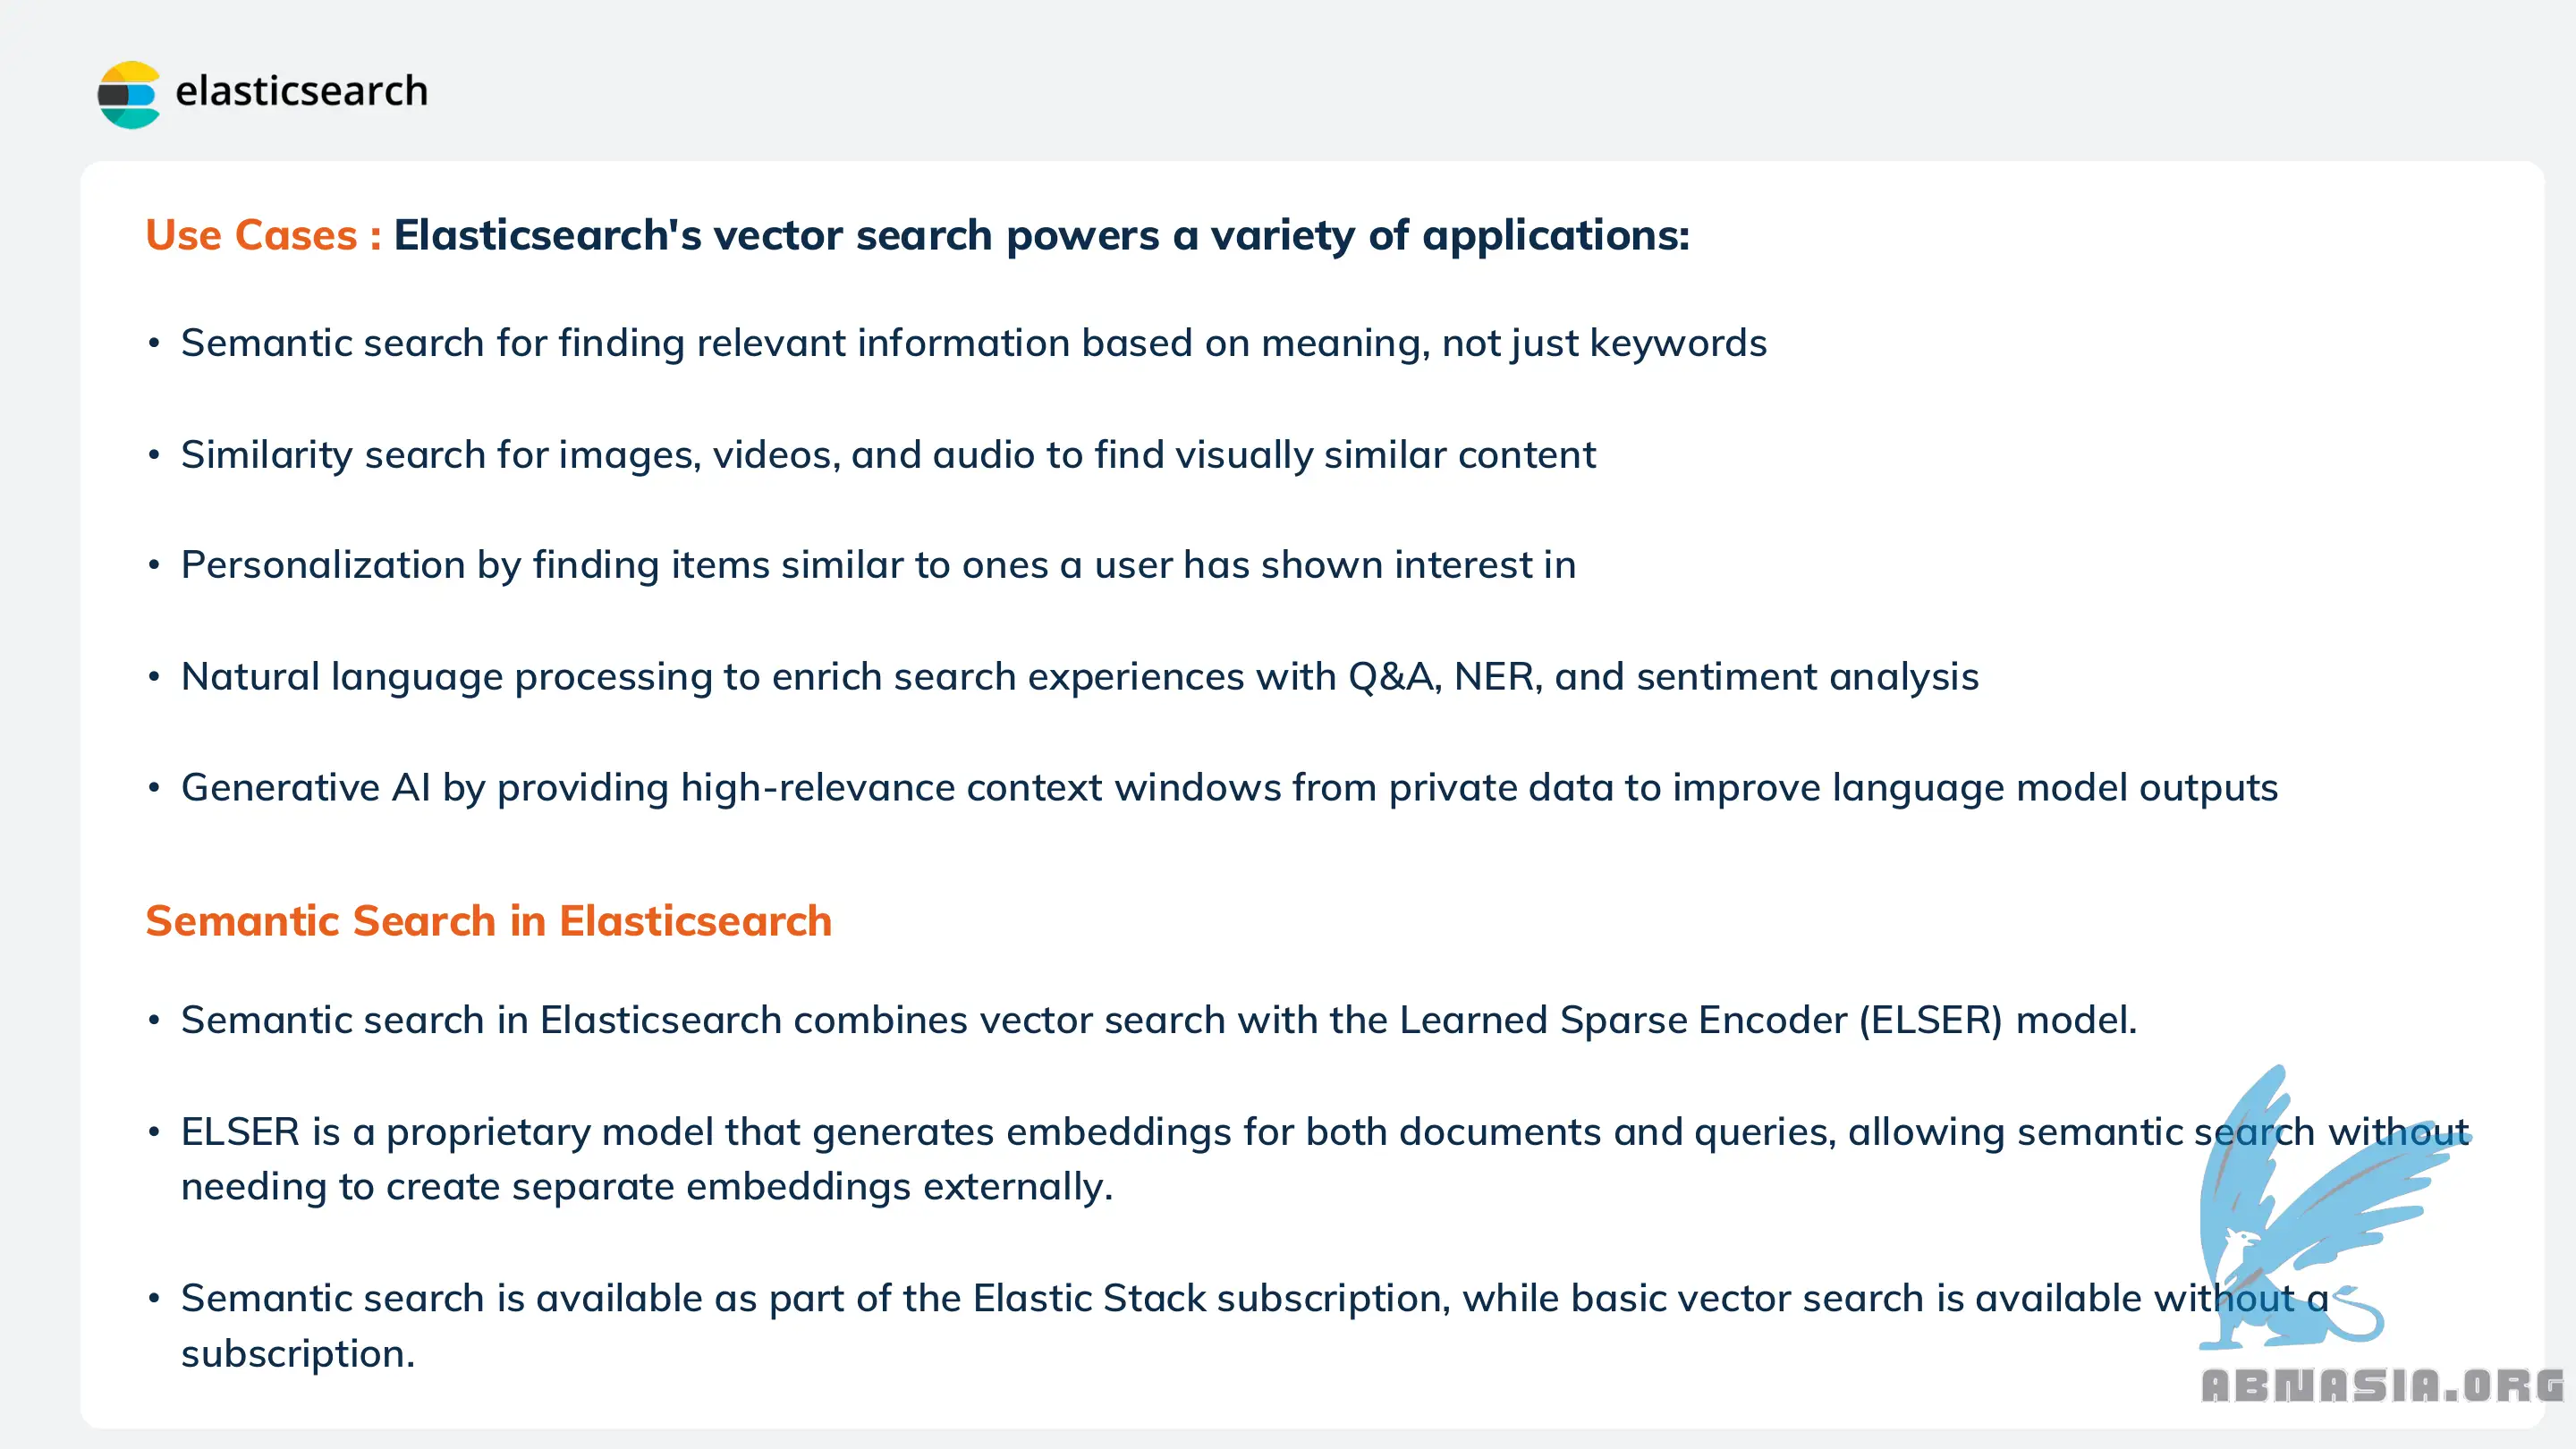 elasticsearch
Use Cases : Elasticsearch's vector search powers a variety of applications:
• Semantic search for finding relevant information based on meaning, not just keywords
• Similarity search for images, videos, and audio to find visually similar content
• Personalization by finding items similar to ones a user has shown interest in
• Natural language processing to enrich search experiences with Q&A, NER, and sentiment analysis
• Generative AI by providing high-relevance context windows from private data to improve language model outputs
Semantic Search in Elasticsearch
• Semantic search in Elasticsearch combines vector search with the Learned Sparse Encoder (ELSER) model.
• ELSER is a proprietary model that generates embeddings for both documents and queries, allowing semantic search without
needing to create separate embeddings externally.
• Semantic search is available as part of the Elastic Stack subscription, while basic vector search is available without a
subscription.
ABNASIA.ORG